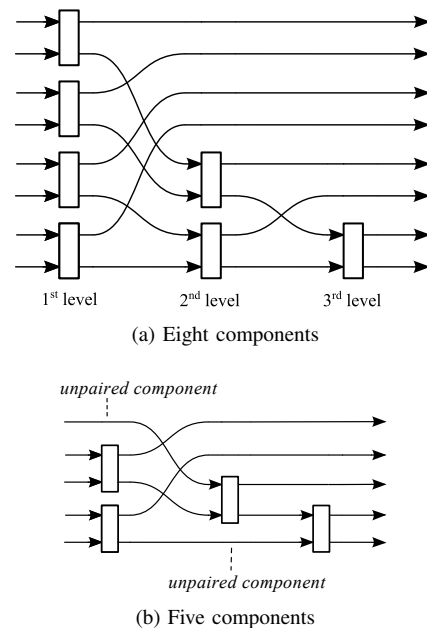 1st level 2nd level 3rd level
(a) Eight components
unpaired component
unpaired component
(b) Five components